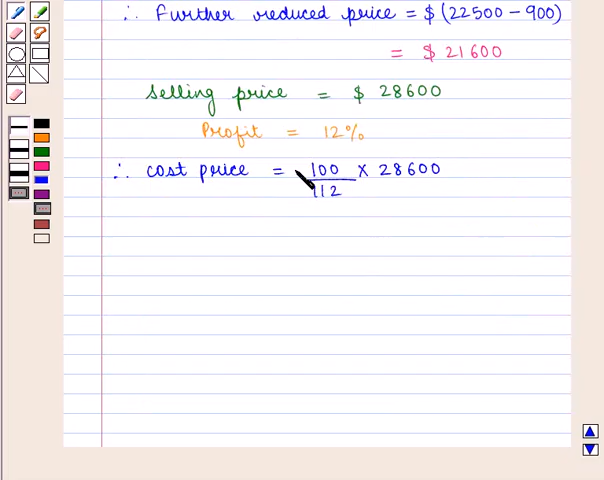 ∴ Further reduced price = $ (22500 - 900)
= $ 21600
Selling price = $ 28600
Profit = 12%
∴ cost price = 100/112 × 28600